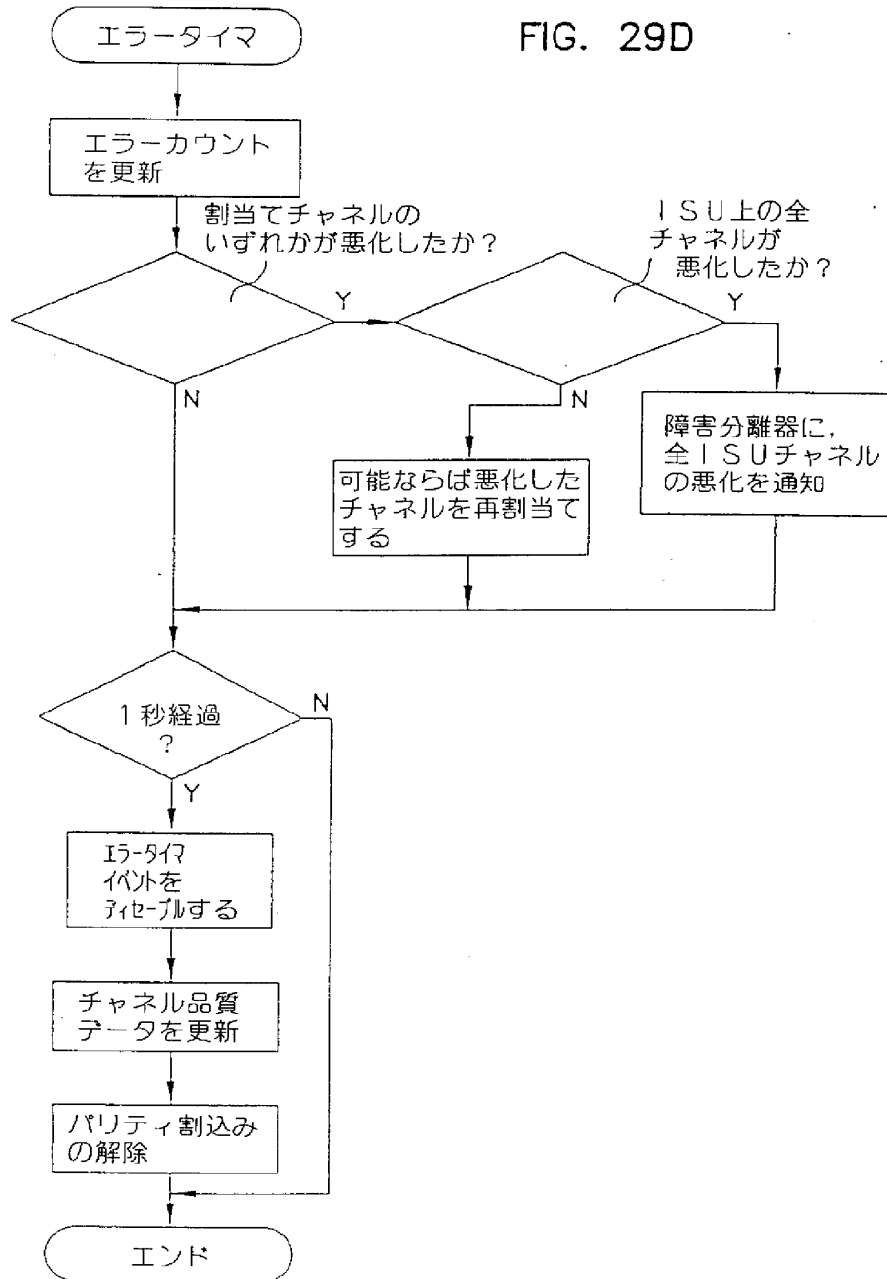 エラータイマ
FIG. 29D
エラーカウント
を更新
割当てチャネルの
いずれかが悪化したか？
ISU上の全
チャネルが
悪化したか？
Y
Y
N
N
障害分離器に,
全ISUチャネル
の悪化を通知
可能ならば悪化した
チャネルを再割当て
する
1秒経過
？
N
Y
エラータイマ
イベントを
ディセーブルする
チャネル品質
データを更新
パリティ割込み
の解除
エンド